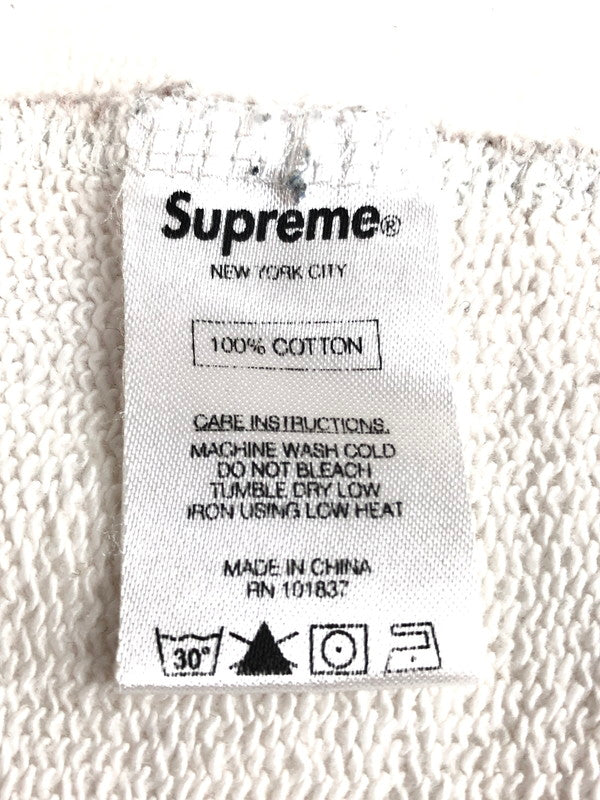 Supreme®
NEW YORK CITY
100% COTTON
CARE INSTRUCTIONS.
MACHINE WASH COLD
DO NOT BLEACH
TUMBLE DRY LOW
IRON USING LOW HEAT
MADE IN CHINA
RN 101837
30°